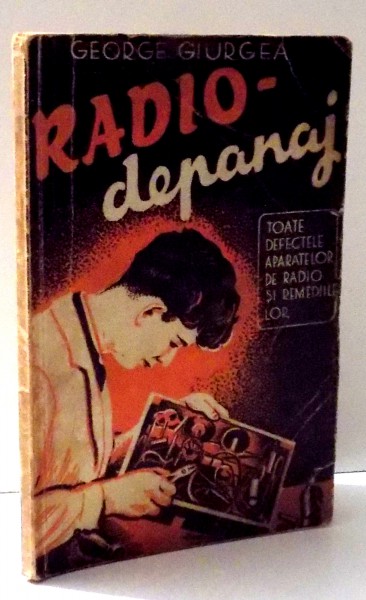 GEORGE GIURGEA
RADIO-
depanaj
TOATE
DEFECTELE
APARATELOR
DE RADIO
ȘI REMEDIILE
LOR